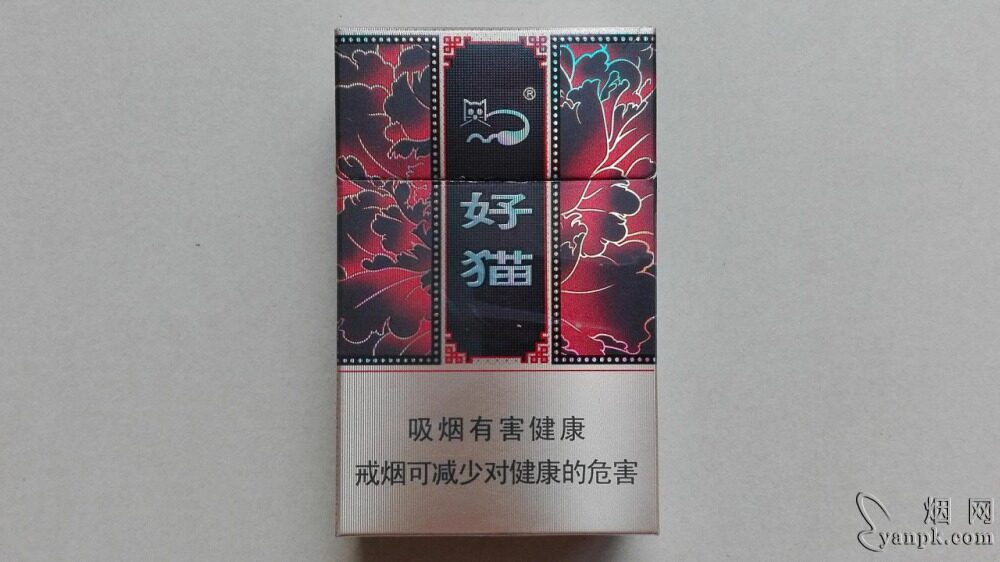 ®
好
猫
吸烟有害健康
戒烟可减少对健康的危害
烟网
yanpk.com